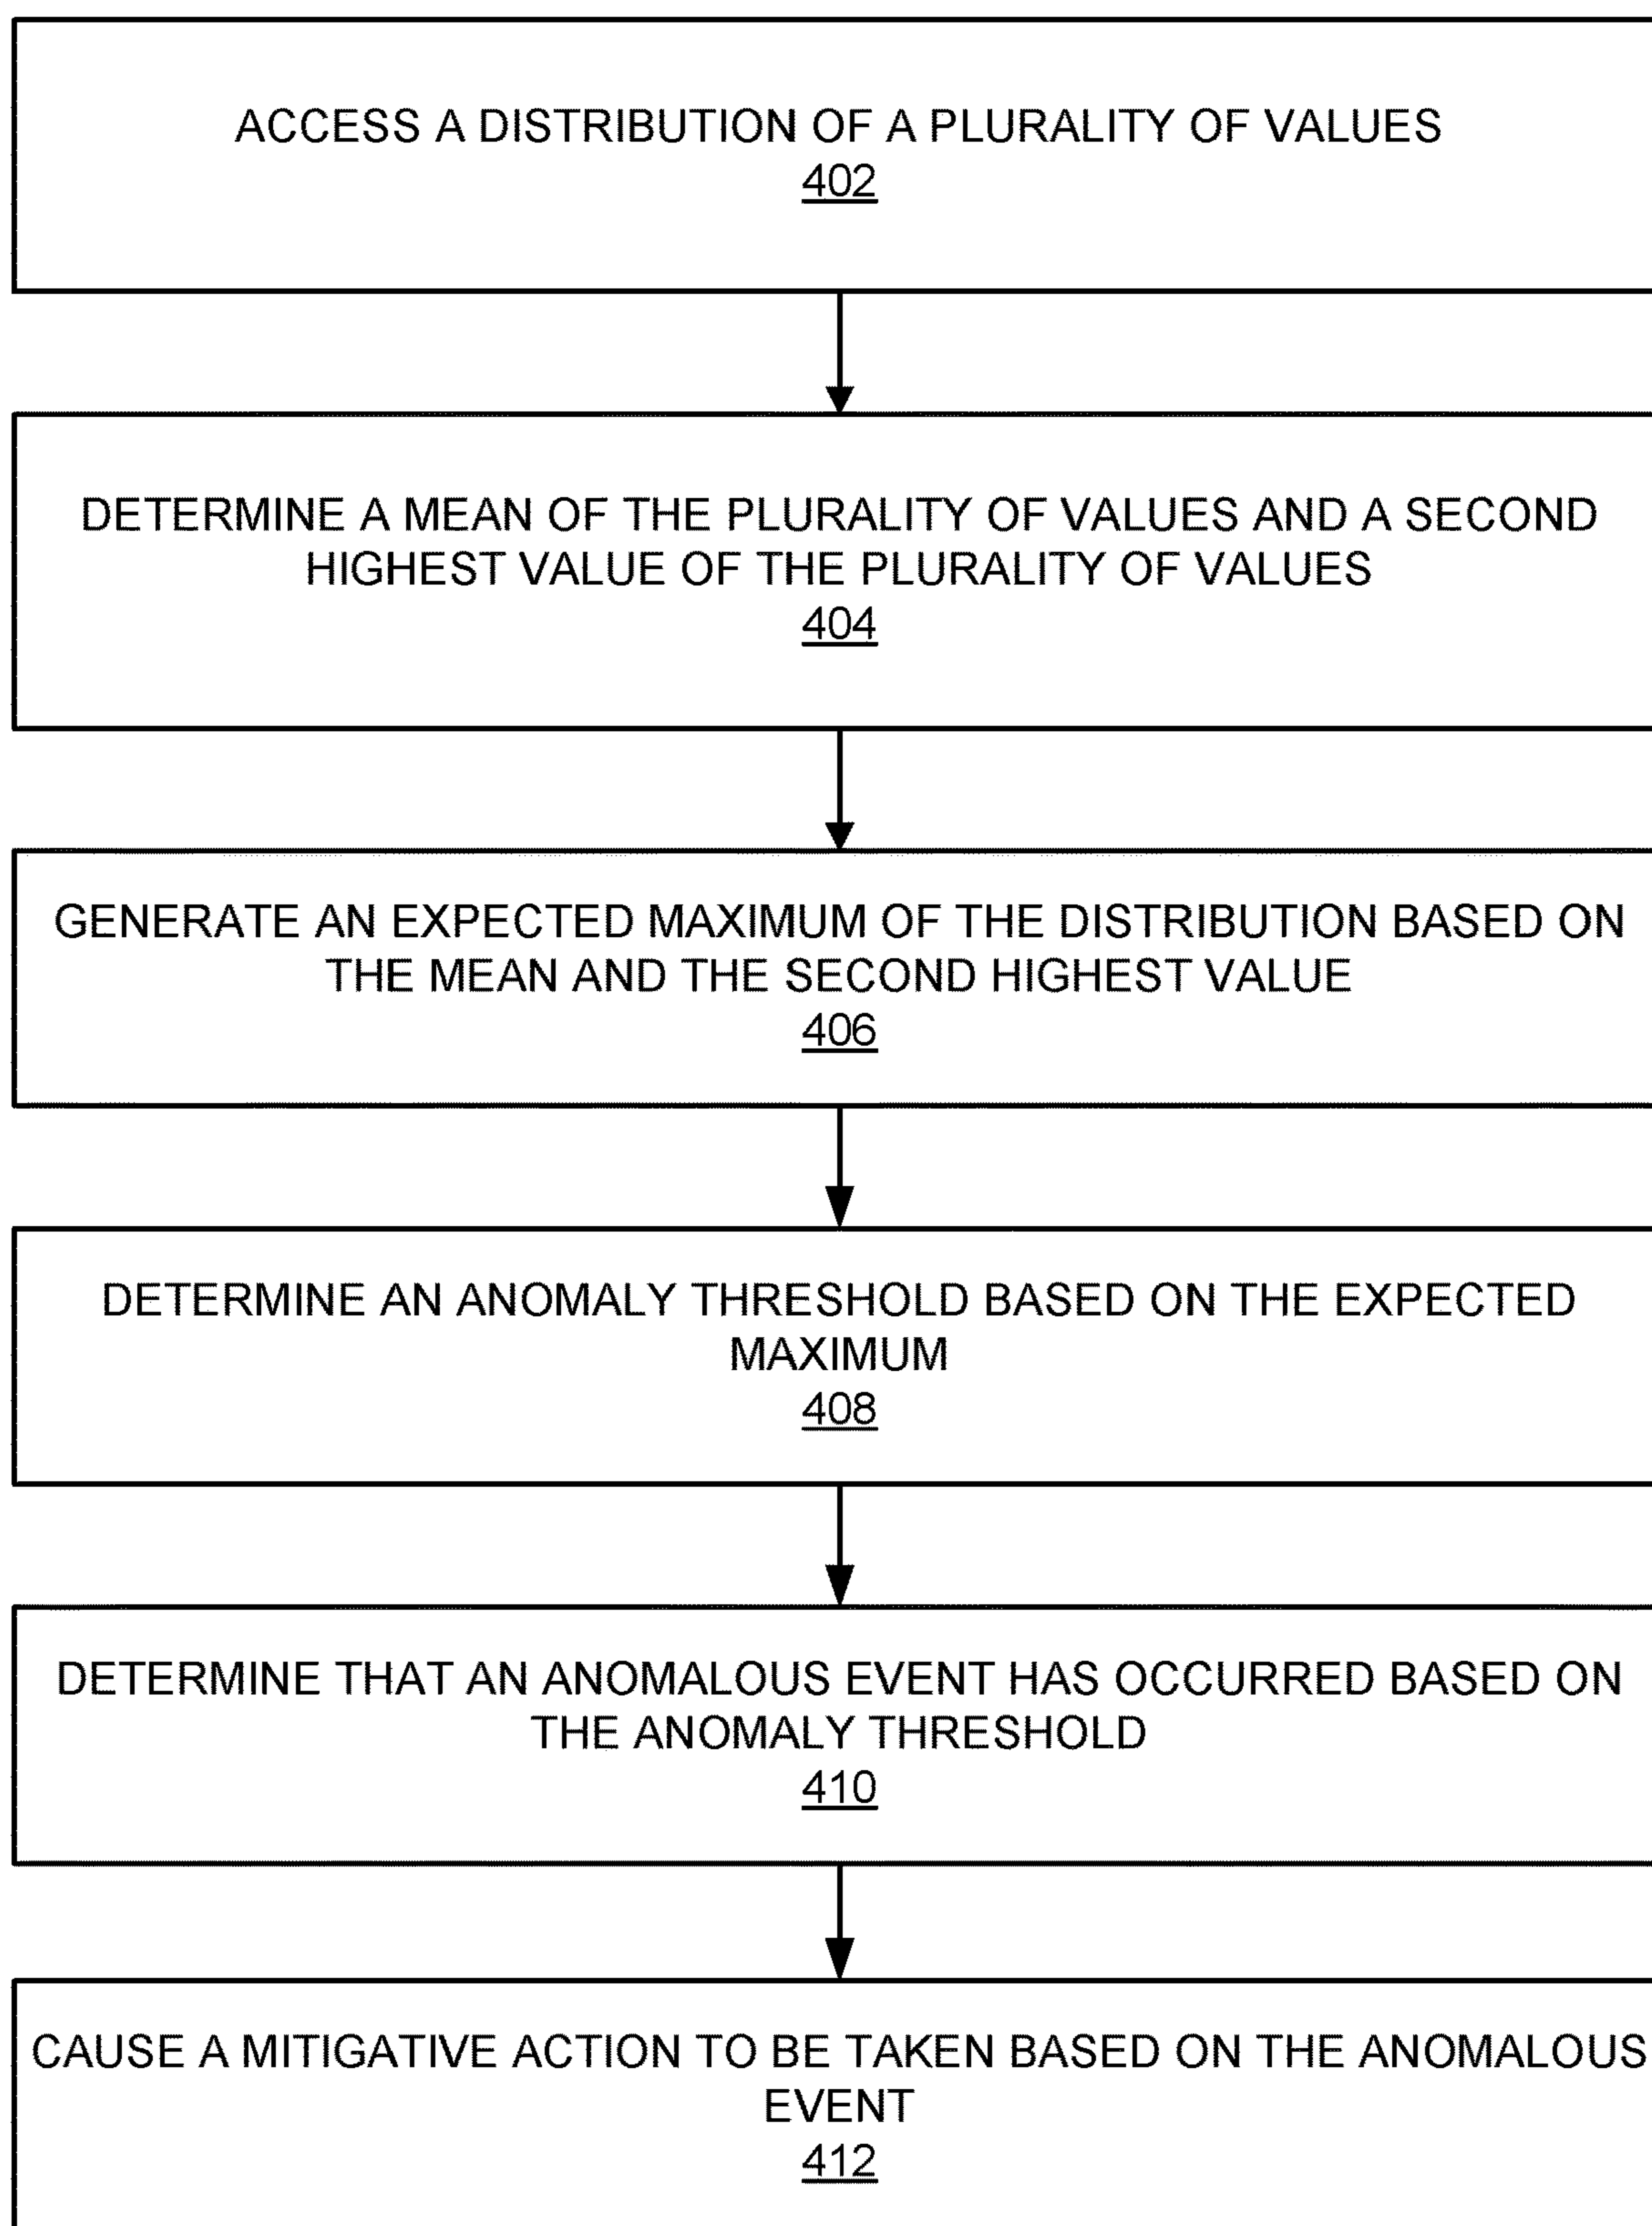 ACCESS A DISTRIBUTION OF A PLURALITY OF VALUES
402
DETERMINE A MEAN OF THE PLURALITY OF VALUES AND A SECOND
HIGHEST VALUE OF THE PLURALITY OF VALUES
404
GENERATE AN EXPECTED MAXIMUM OF THE DISTRIBUTION BASED ON
THE MEAN AND THE SECOND HIGHEST VALUE
406
DETERMINE AN ANOMALY THRESHOLD BASED ON THE EXPECTED
MAXIMUM
408
DETERMINE THAT AN ANOMALOUS EVENT HAS OCCURRED BASED ON
THE ANOMALY THRESHOLD
410
CAUSE A MITIGATIVE ACTION TO BE TAKEN BASED ON THE ANOMALOUS
EVENT
412